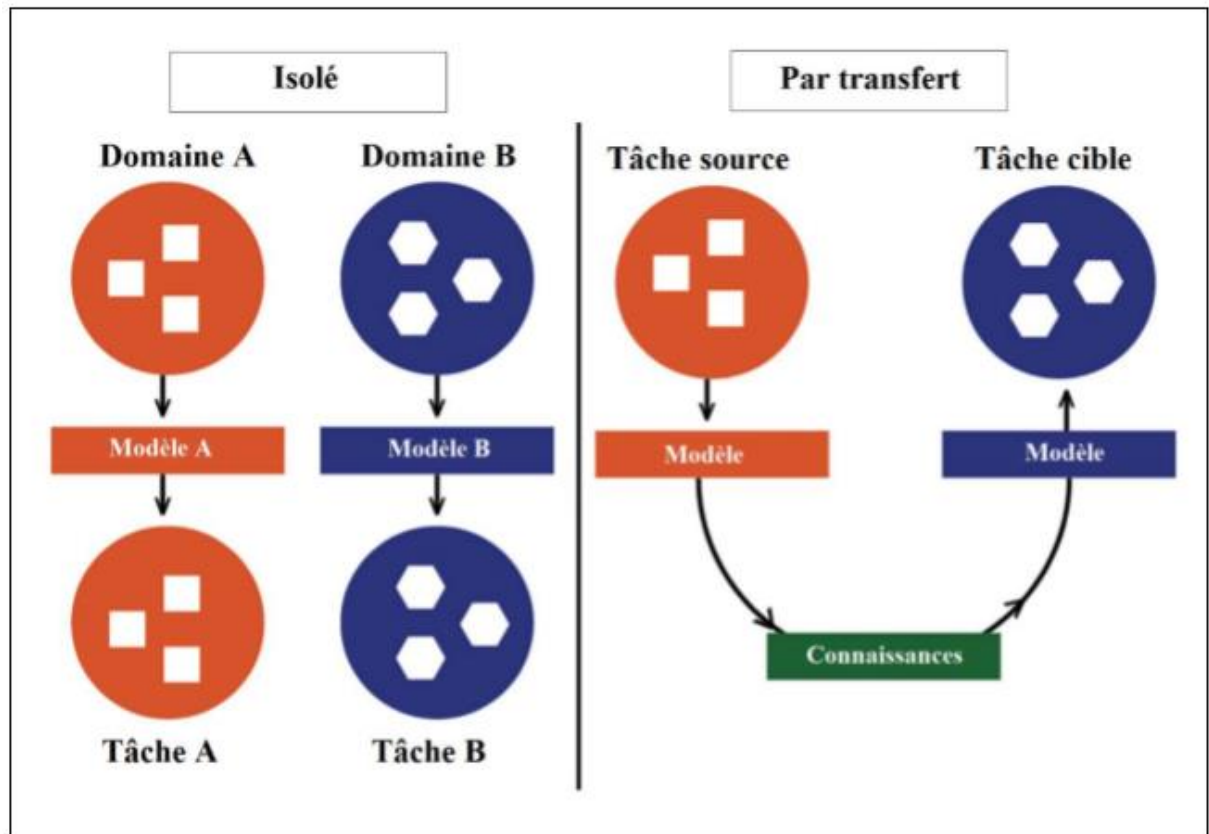 Isolé
Par transfert
Domaine A
Domaine B
Tâche source
Tâche cible
Modèle A
Modèle B
Modèle
Modèle
Connaissances
Tâche A
Tâche B